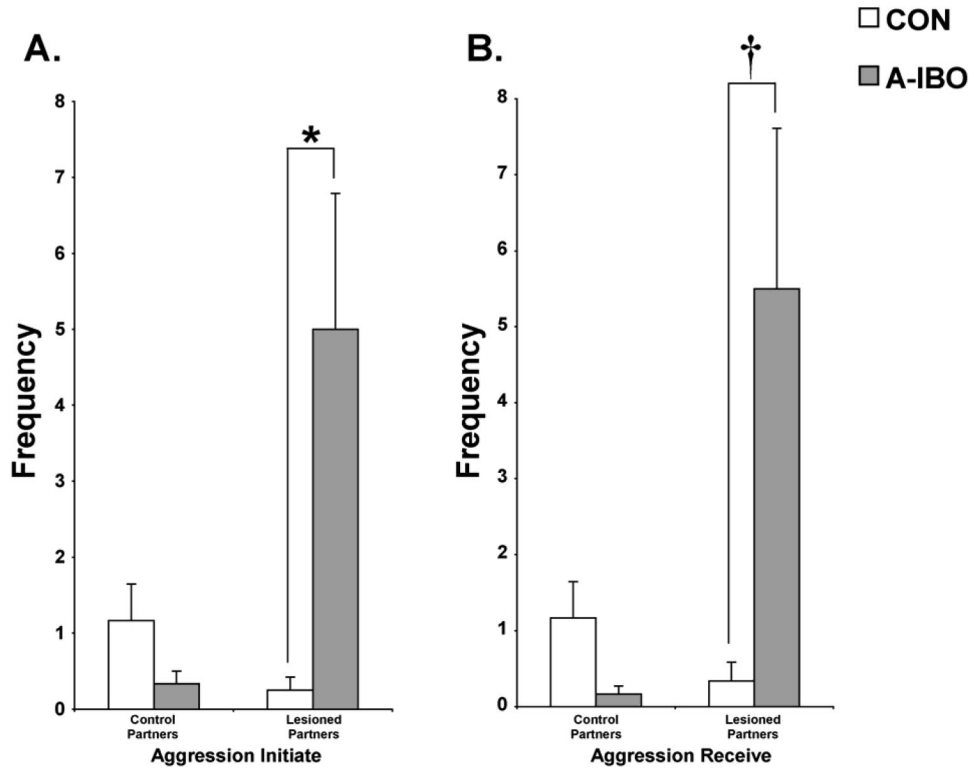 CON
A-IBO
A.
*
Frequency
8
7
6
5
4
3
2
1
0
Control
Partners
Lesioned
Partners
Aggression Initiate
B.
†
Frequency
8
7
6
5
4
3
2
1
0
Control
Partners
Lesioned
Partners
Aggression Receive